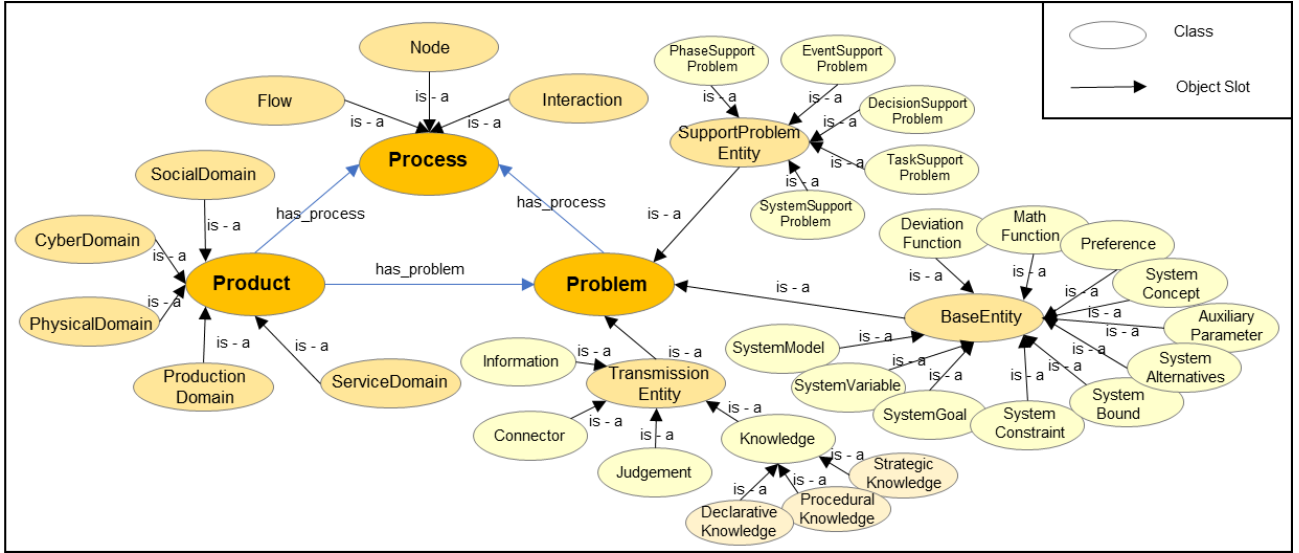 Node
is - a
Flow
is - a
Interaction
is - a
Process
PhaseSupport
Problem
is - a
EventSupport
Problem
is - a
DecisionSupport
Problem
is - a
SupportProblem
Entity
TaskSupport
Problem
is - a
SystemSupport
Problem
is - a
Class
Object Slot
SocialDomain
is - a
CyberDomain
is - a
PhysicalDomain
is - a
Production
Domain
is - a
ServiceDomain
is - a
Product
has_process
has_process
has_problem
Problem
is - a
is - a
is - a
Deviation
Function
is - a
Math
Function
is - a
Preference
is - a
System
Concept
is - a
Auxiliary
Parameter
is - a
System
Alternatives
is - a
System
Bound
is - a
System
Constraint
is - a
SystemGoal
is - a
SystemVariable
is - a
SystemModel
is - a
BaseEntity
Information
is - a
Transmission
Entity
Connector
is - a
Judgement
is - a
Knowledge
is - a
Strategic
Knowledge
is - a
Procedural
Knowledge
is - a
Declarative
Knowledge
is - a